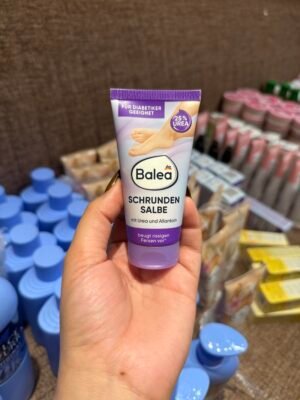 FÜR DIABETIKER
GEEIGNET
25%
UREA
Balea
SCHRUNDEN
SALBE
mit Urea und Allantoin
beugt rissigen
Fersen vor*